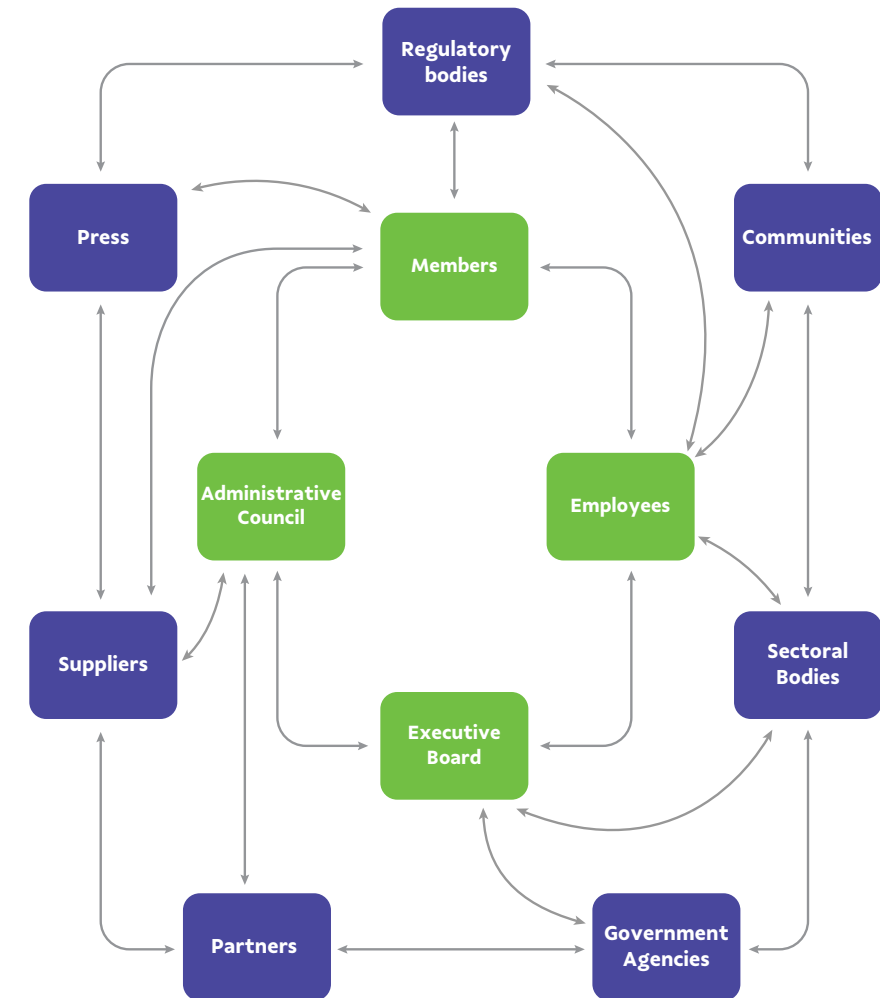 Regulatory
bodies
Press
Communities
Members
Administrative
Council
Employees
Suppliers
Sectoral
Bodies
Executive
Board
Partners
Government
Agencies